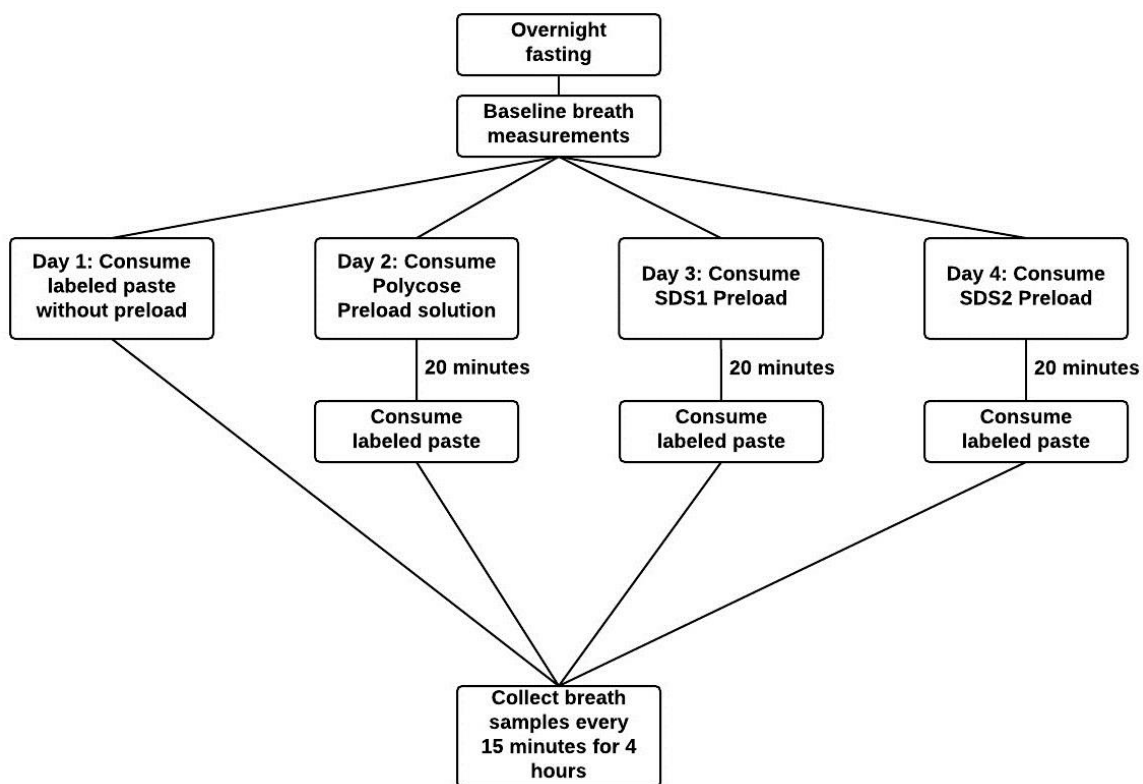 Overnight
fasting
Baseline breath
measurements
Day 1: Consume
labeled paste
without preload
Day 2: Consume
Polycose
Preload solution
Day 3: Consume
SDS1 Preload
Day 4: Consume
SDS2 Preload
20 minutes
20 minutes
20 minutes
Consume
labeled paste
Consume
labeled paste
Consume
labeled paste
Collect breath
samples every
15 minutes for 4
hours